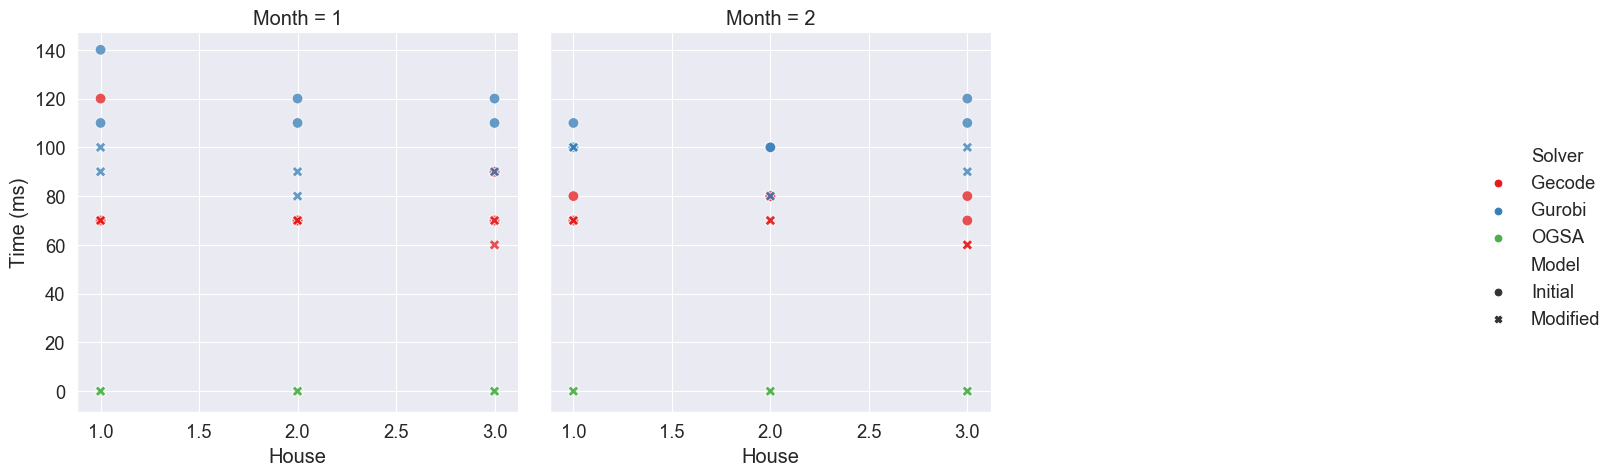 Month = 1
Month = 2
Time (ms)
140
120
100
80
60
40
20
0
1.0 1.5 2.0 2.5 3.0
1.0 1.5 2.0 2.5 3.0
House
House
Solver
Gecode
Gurobi
OGSA
Model
Initial
Modified